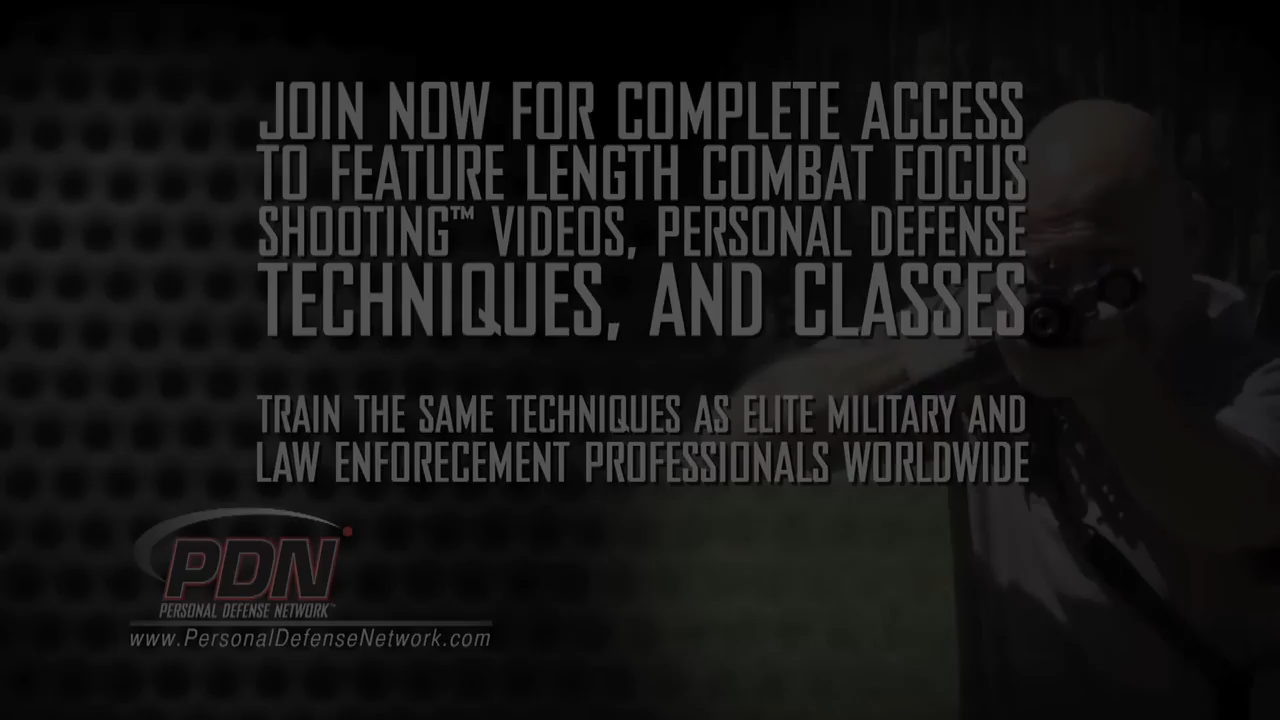 JOIN NOW FOR COMPLETE ACCESS
TO FEATURE LENGTH COMBAT FOCUS
SHOOTING™ VIDEOS, PERSONAL DEFENSE
TECHNIQUES, AND CLASSES
TRAIN THE SAME TECHNIQUES AS ELITE MILITARY AND
LAW ENFORECEMENT PROFESSIONALS WORLDWIDE
PDN
PERSONAL DEFENSE NETWORK™
www.PersonalDefenseNetwork.com